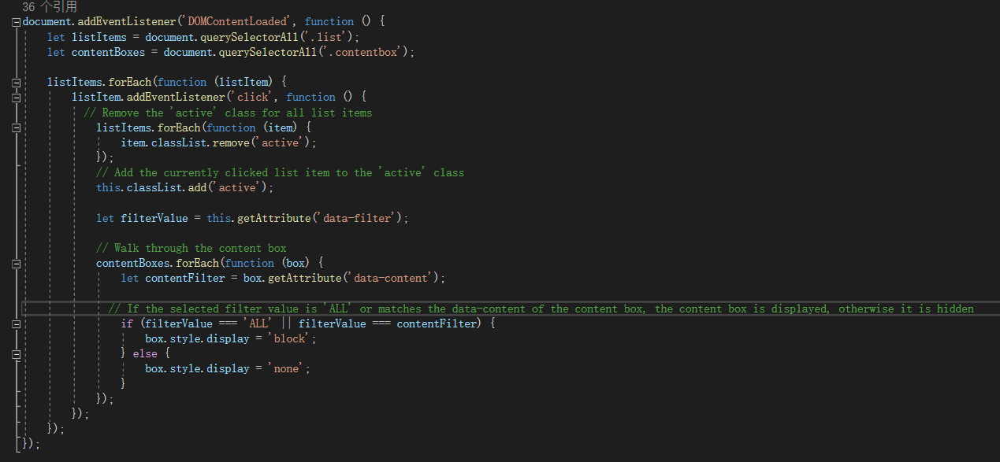 36 个引用
document.addEventListener('DOMContentLoaded', function () {
    let listItems = document.querySelectorAll('.list');
    let contentBoxes = document.querySelectorAll('.contentbox');

    listItems.forEach(function (listItem) {
        listItem.addEventListener('click', function () {
          // Remove the 'active' class for all list items
            listItems.forEach(function (item) {
                item.classList.remove('active');
            });
            // Add the currently clicked list item to the 'active' class
            this.classList.add('active');

            let filterValue = this.getAttribute('data-filter');

            // Walk through the content box
            contentBoxes.forEach(function (box) {
                let contentFilter = box.getAttribute('data-content');

              // If the selected filter value is 'ALL' or matches the data-content of the content box, the content box is displayed, otherwise it is hidden
                if (filterValue === 'ALL' || filterValue === contentFilter) {
                    box.style.display = 'block';
                } else {
                    box.style.display = 'none';
                }
            });
        });
    });
});